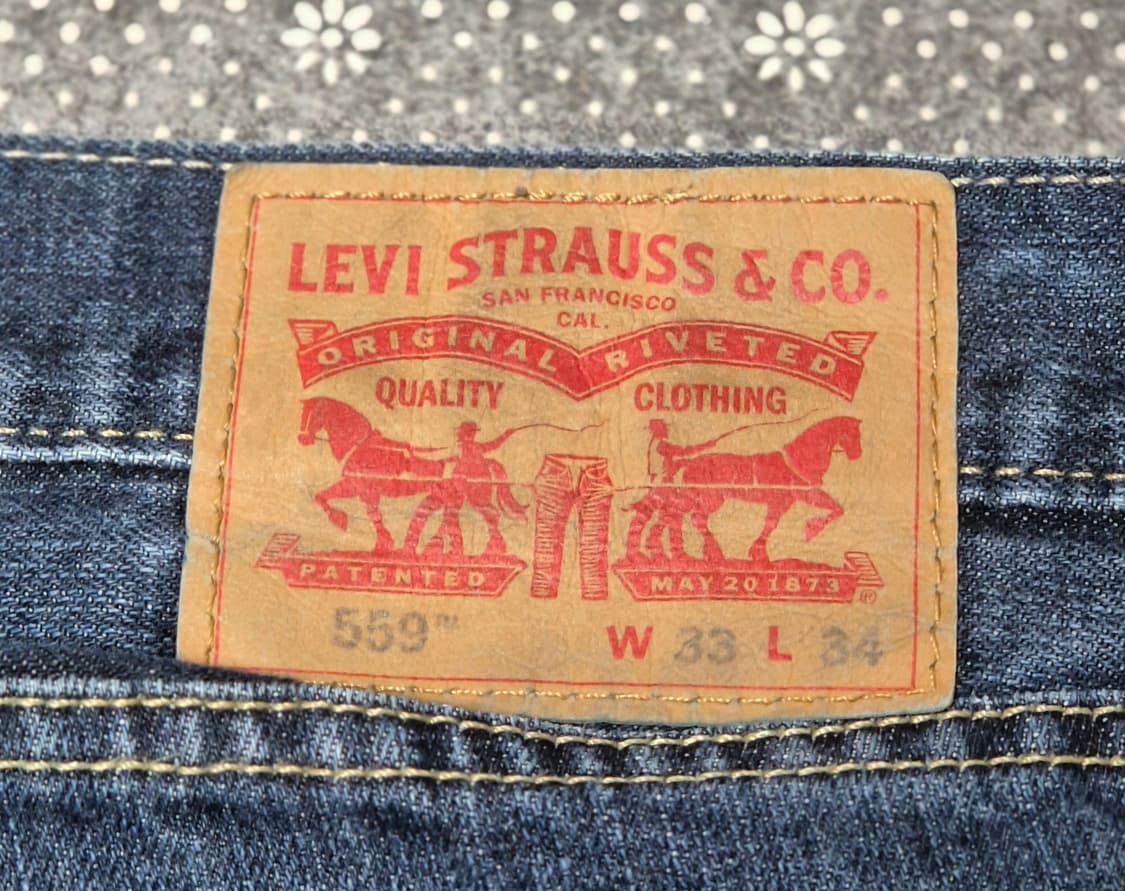 LEVI STRAUSS & CO.
SAN FRANCISCO
CAL.
ORIGINAL RIVETED
QUALITY CLOTHING
PATENTED MAY 20 1873 ®
559™ W 33 L 34